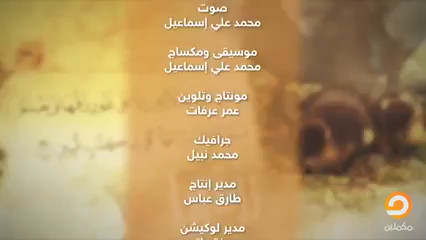 صوت
محمد علي إسماعيل
موسيقى ومكساج
محمد علي إسماعيل
مونتاج وتلوين
عمر عرفات
جرافيك
محمد نبيل
مدير إنتاج
طارق عباس
مدير لوكيشن
مكملين